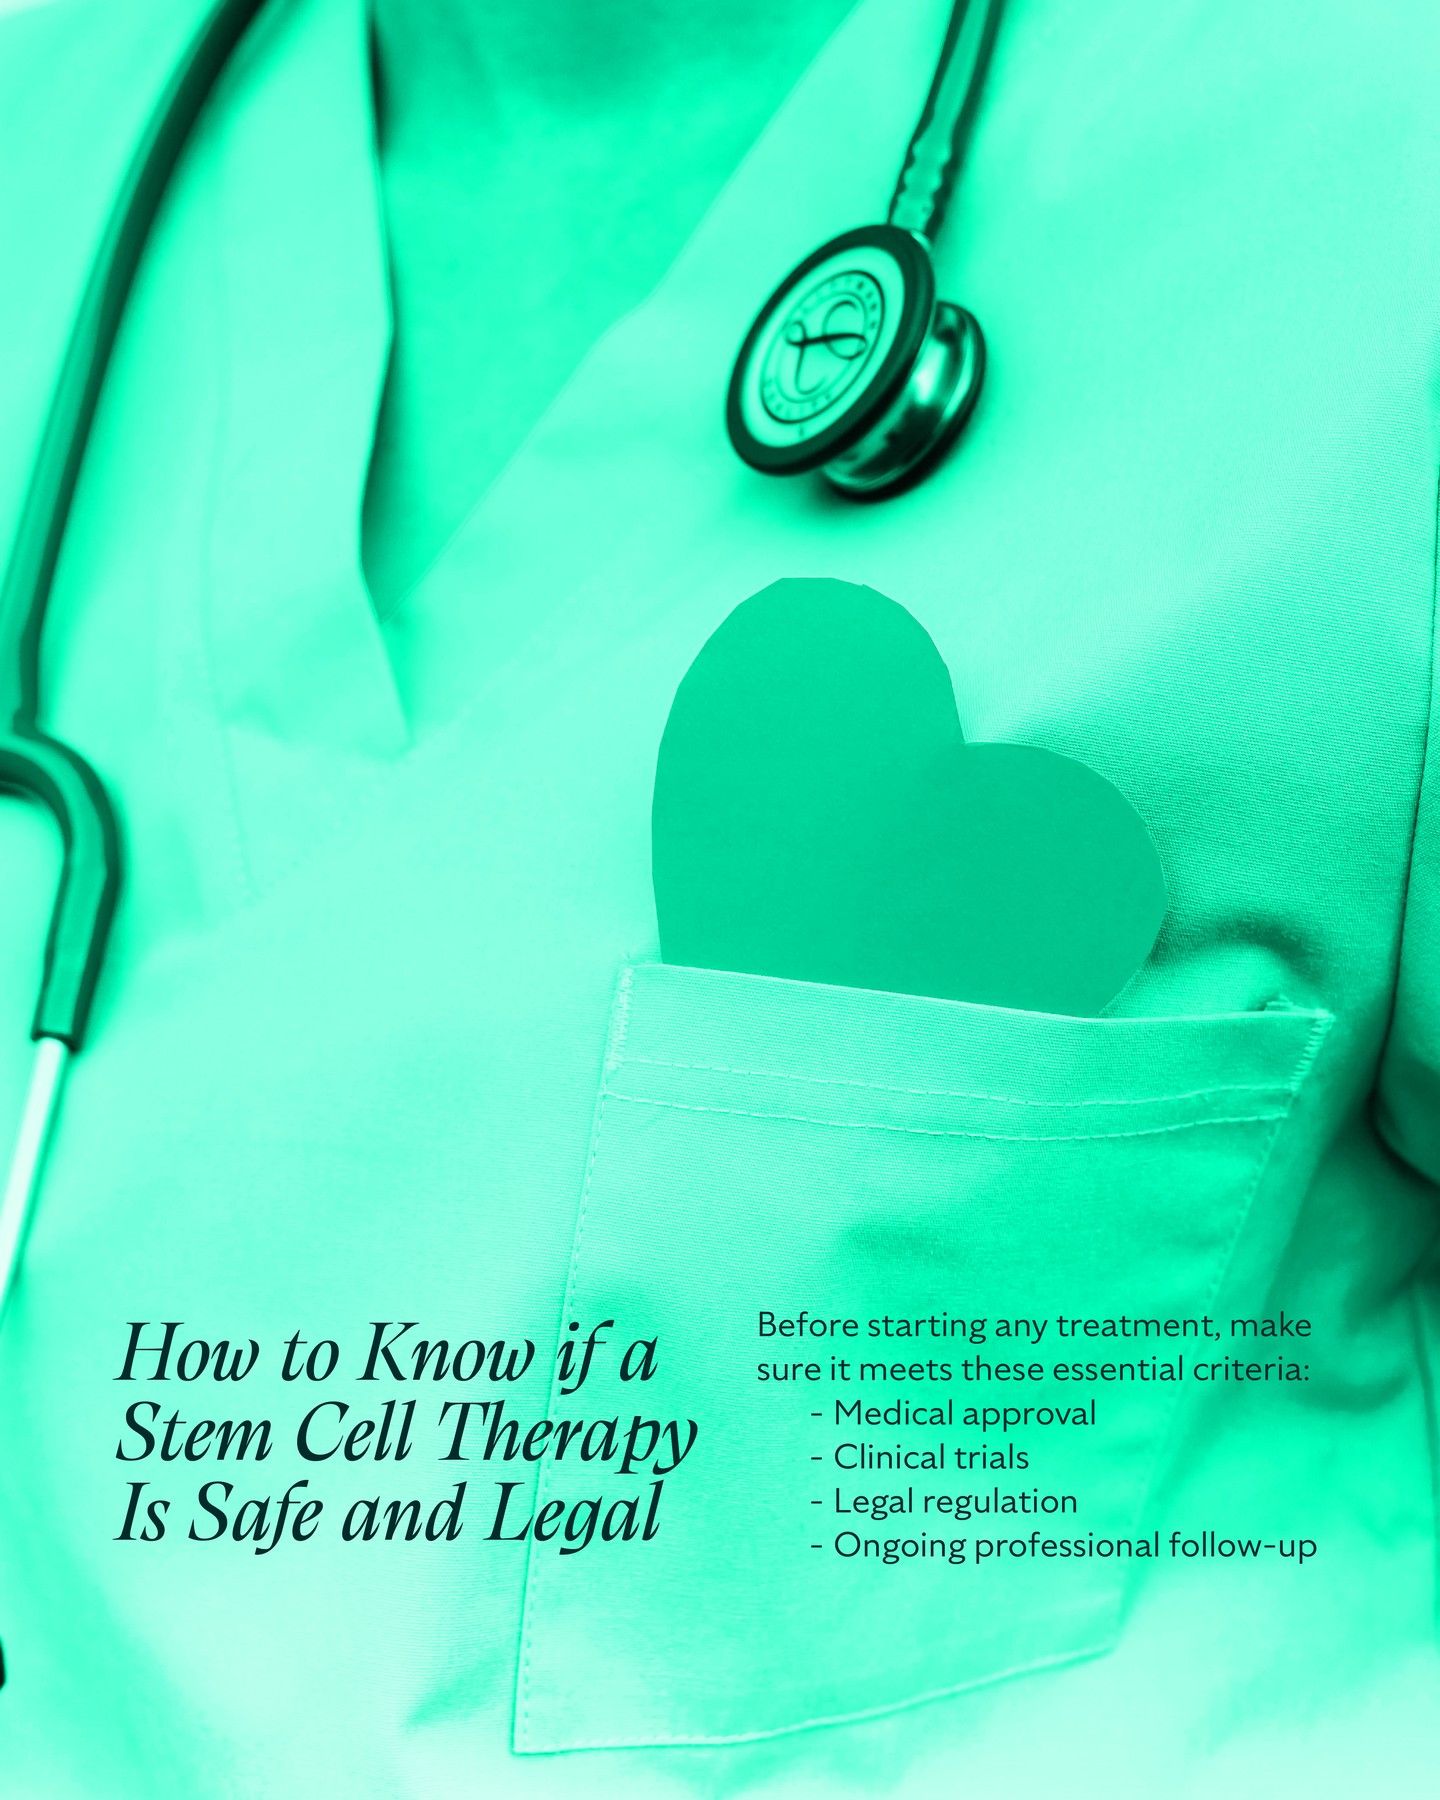 How to Know if a
Stem Cell Therapy
Is Safe and Legal
Before starting any treatment, make
sure it meets these essential criteria:
- Medical approval
- Clinical trials
- Legal regulation
- Ongoing professional follow-up